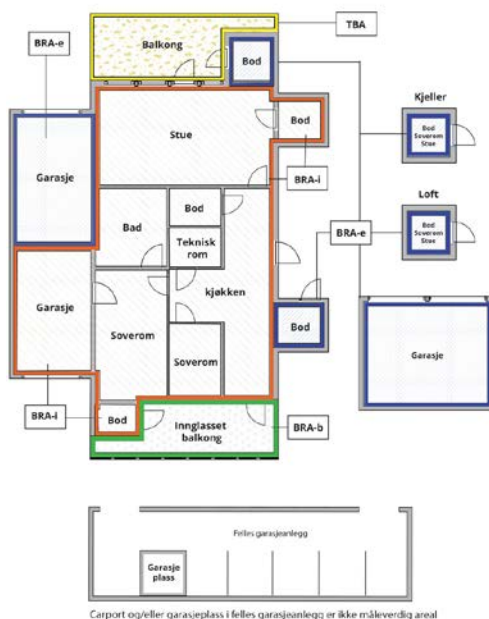 TBA
BRA-e
Balkong
Bod
Kjeller
Bod
Soverom
Stue
Stue
Bod
BRA-i
Garasje
Loft
Bod
Soverom
Stue
Bod
Bad
Teknisk
rom
BRA-e
kjøkken
Garasje
Bod
Soverom
Soverom
Garasje
BRA-i
Bod
Innglasset
balkong
BRA-b
Felles garasjeanlegg
Garasje
plass
Carport og/eller garasjeplass i felles garasjeanlegg er ikke måleverdig areal